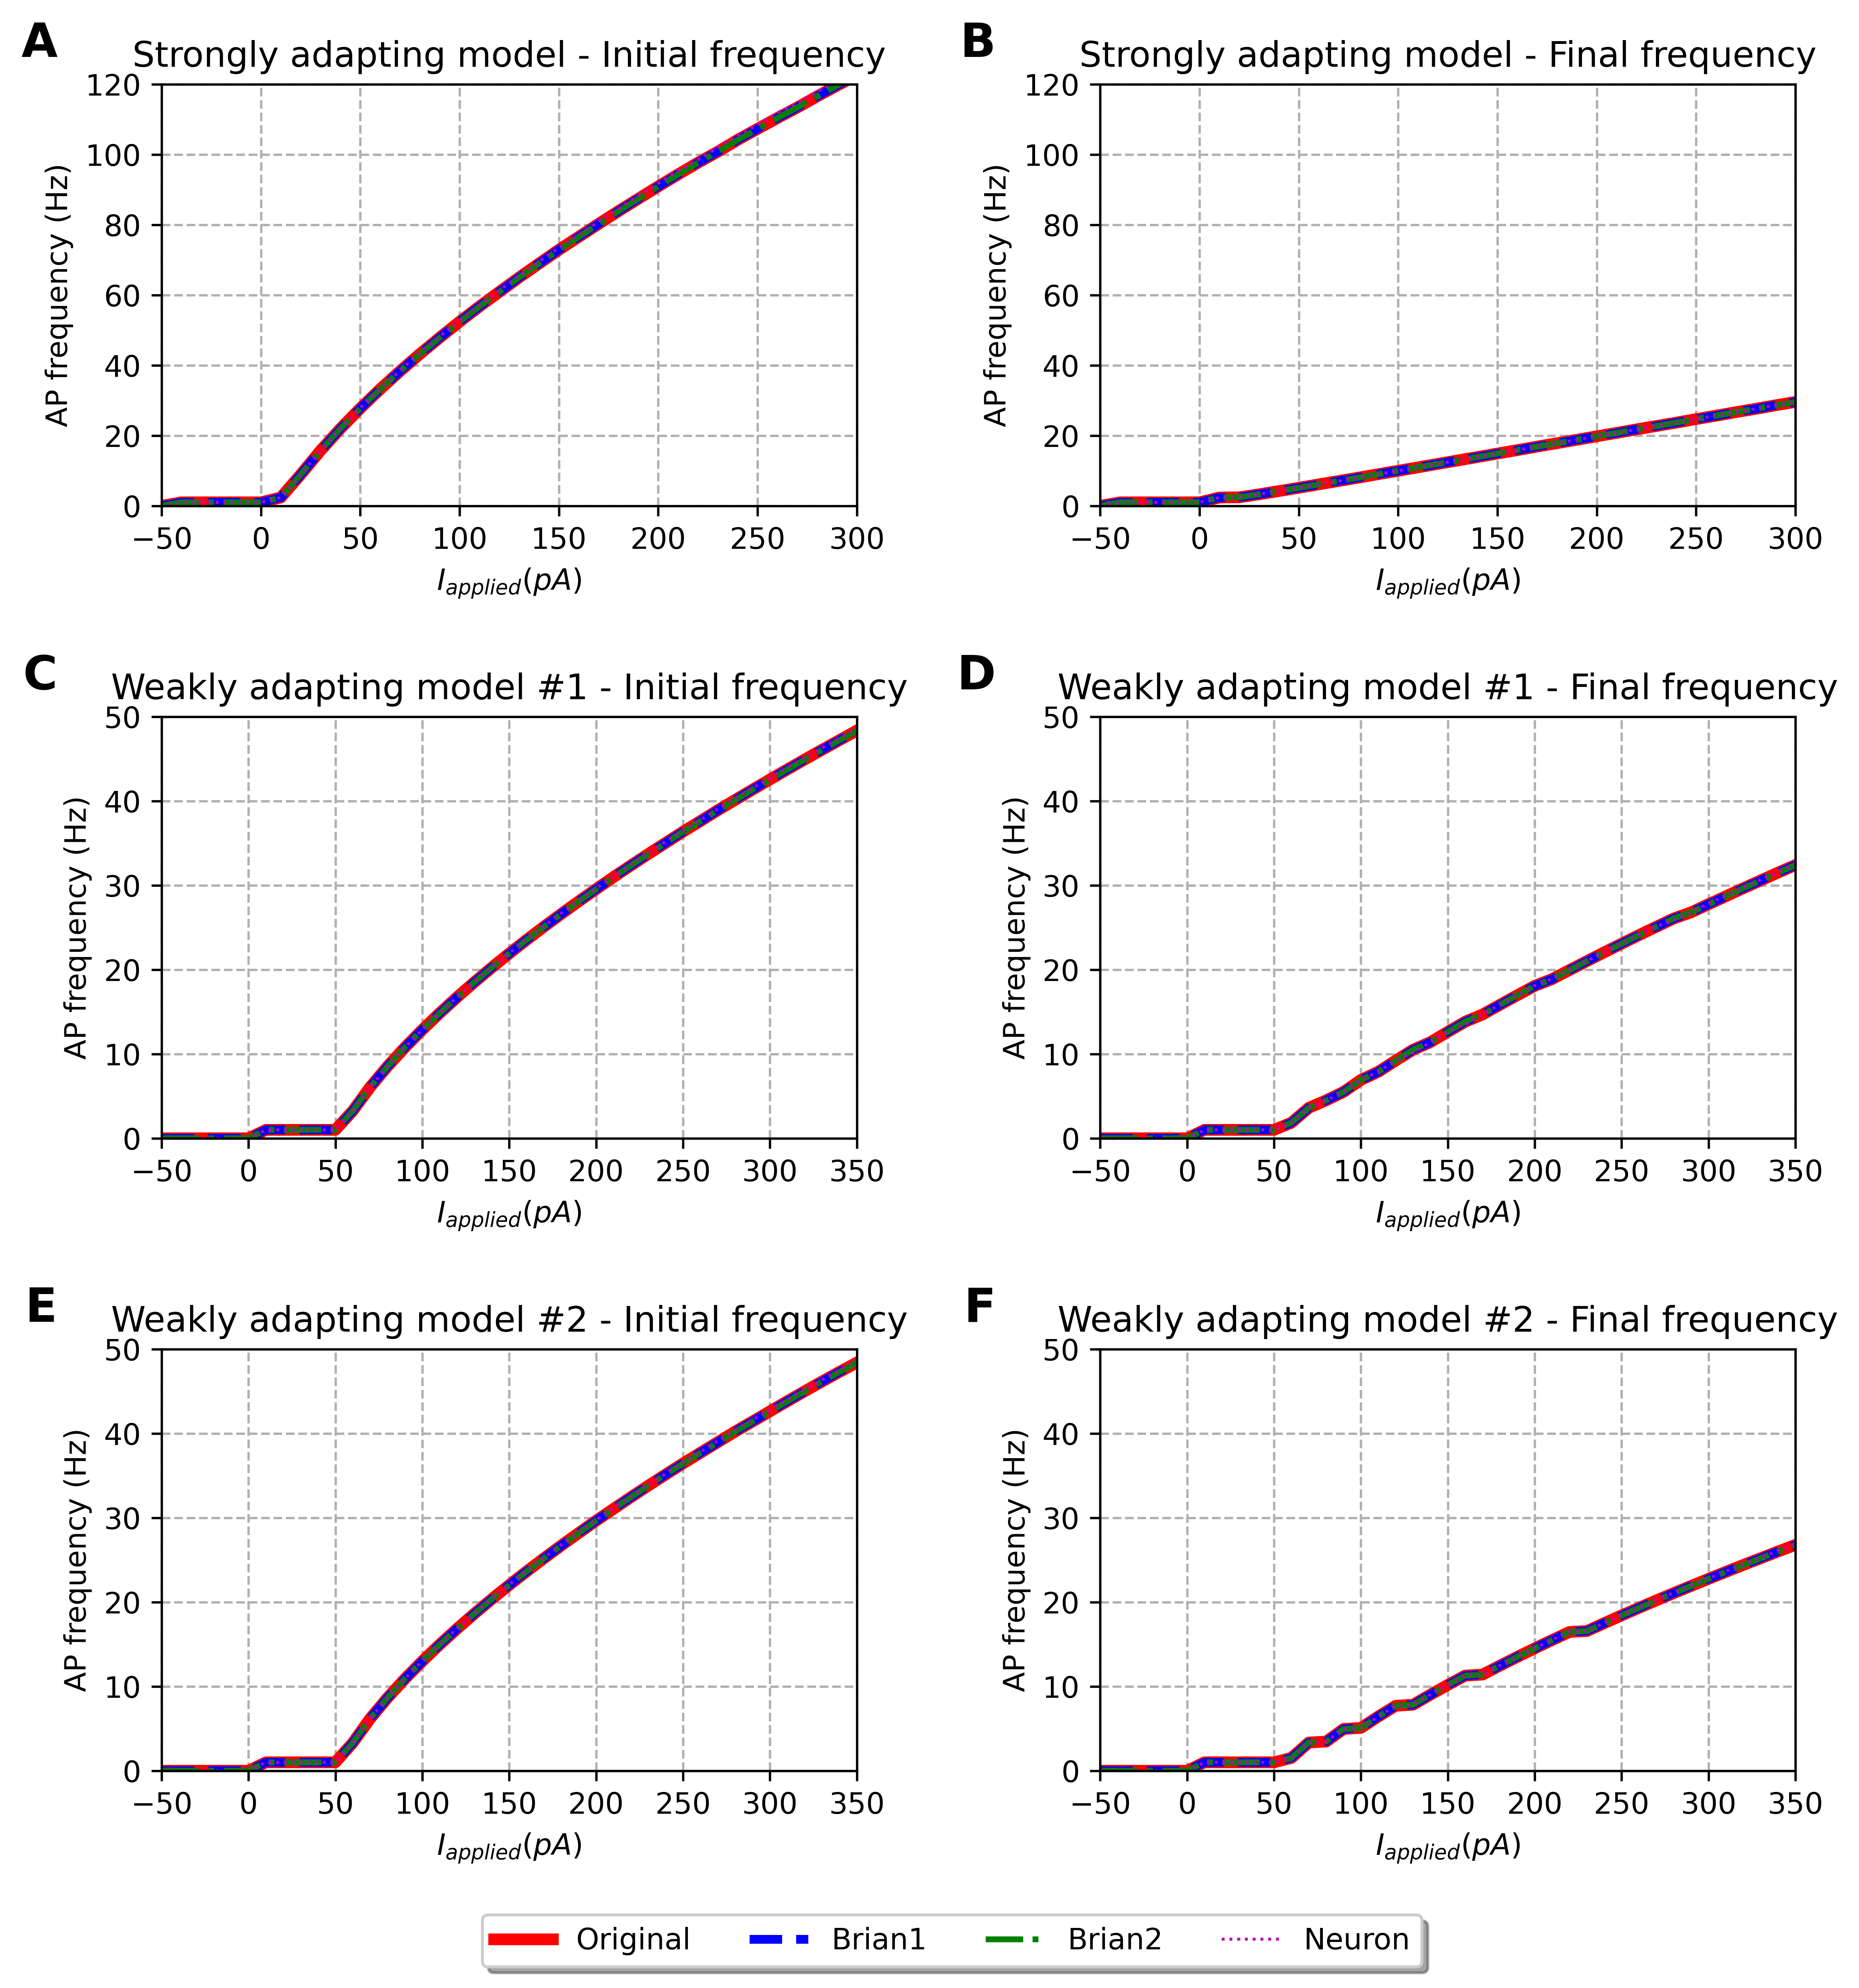 A
Strongly adapting model - Initial frequency
120
100
80
60
40
20
0
AP frequency (Hz)
−50 0 50 100 150 200 250 300
I_applied(pA)
B
Strongly adapting model - Final frequency
120
100
80
60
40
20
0
AP frequency (Hz)
−50 0 50 100 150 200 250 300
I_applied(pA)
C
Weakly adapting model #1 - Initial frequency
50
40
30
20
10
0
AP frequency (Hz)
−50 0 50 100 150 200 250 300 350
I_applied(pA)
D
Weakly adapting model #1 - Final frequency
50
40
30
20
10
0
AP frequency (Hz)
−50 0 50 100 150 200 250 300 350
I_applied(pA)
E
Weakly adapting model #2 - Initial frequency
50
40
30
20
10
0
AP frequency (Hz)
−50 0 50 100 150 200 250 300 350
I_applied(pA)
F
Weakly adapting model #2 - Final frequency
50
40
30
20
10
0
AP frequency (Hz)
−50 0 50 100 150 200 250 300 350
I_applied(pA)
Original Brian1 Brian2 Neuron